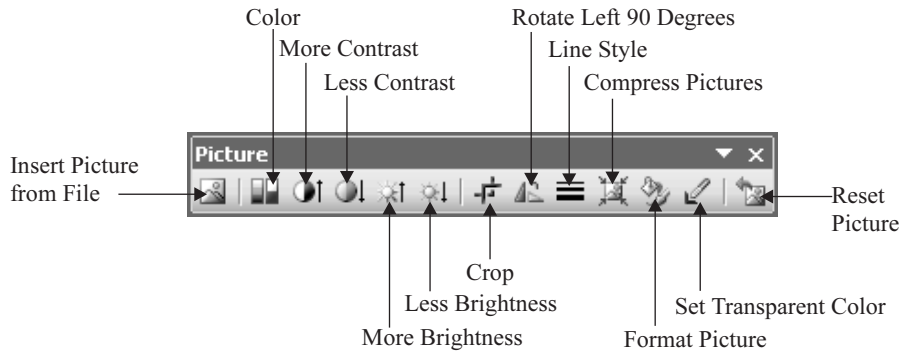 Color
Rotate Left 90 Degrees
More Contrast
Line Style
Less Contrast
Compress Pictures
Picture
Insert Picture
from File
Reset
Picture
Crop
Less Brightness
Set Transparent Color
More Brightness
Format Picture